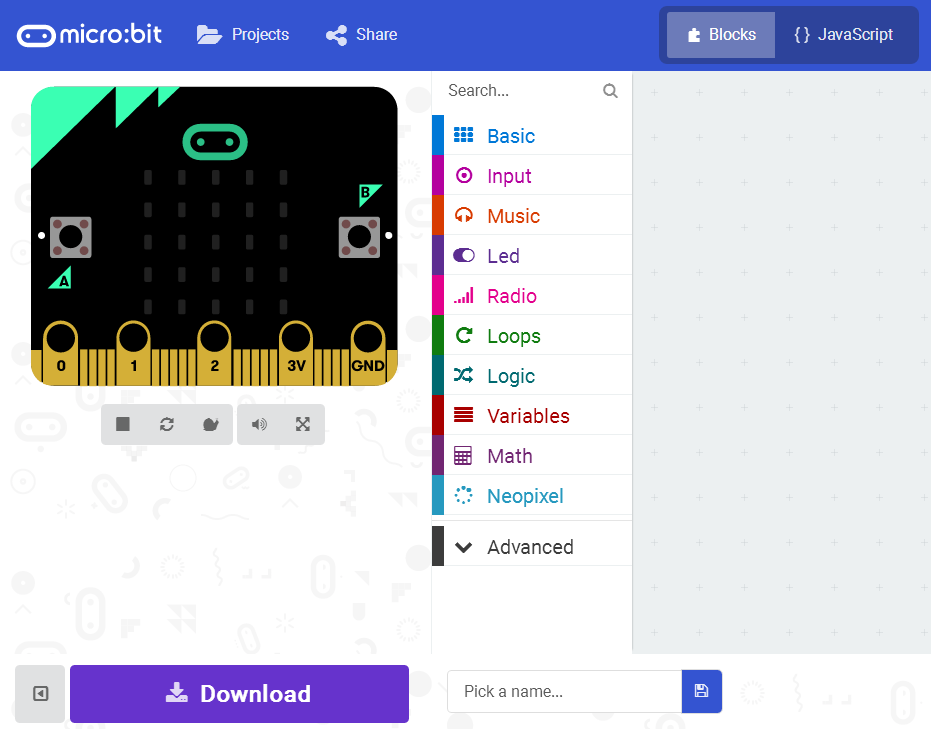 micro:bit
Projects
Share
Blocks
{ } JavaScript
Search...
B
A
0 1 2 3V GND
Basic
Input
Music
Led
Radio
Loops
Logic
Variables
Math
Neopixel
Advanced
Download
Pick a name...